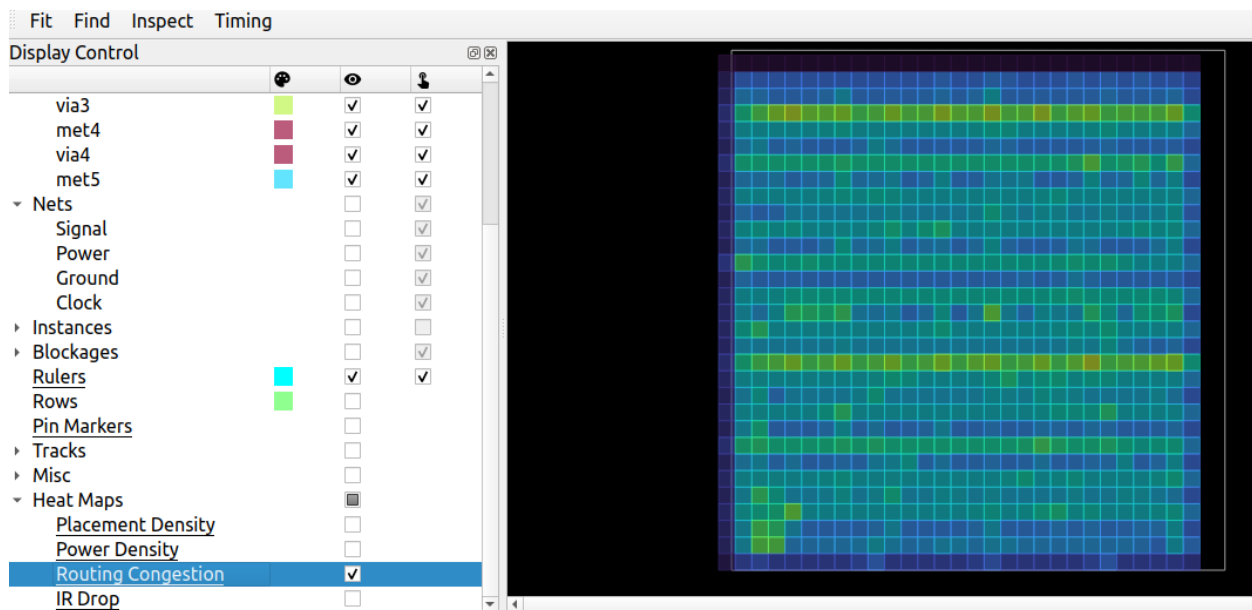 Fit Find Inspect Timing
Display Control
via3
met4
via4
met5
Nets
Signal
Power
Ground
Clock
Instances
Blockages
Rulers
Rows
Pin Markers
Tracks
Misc
Heat Maps
Placement Density
Power Density
Routing Congestion
IR Drop